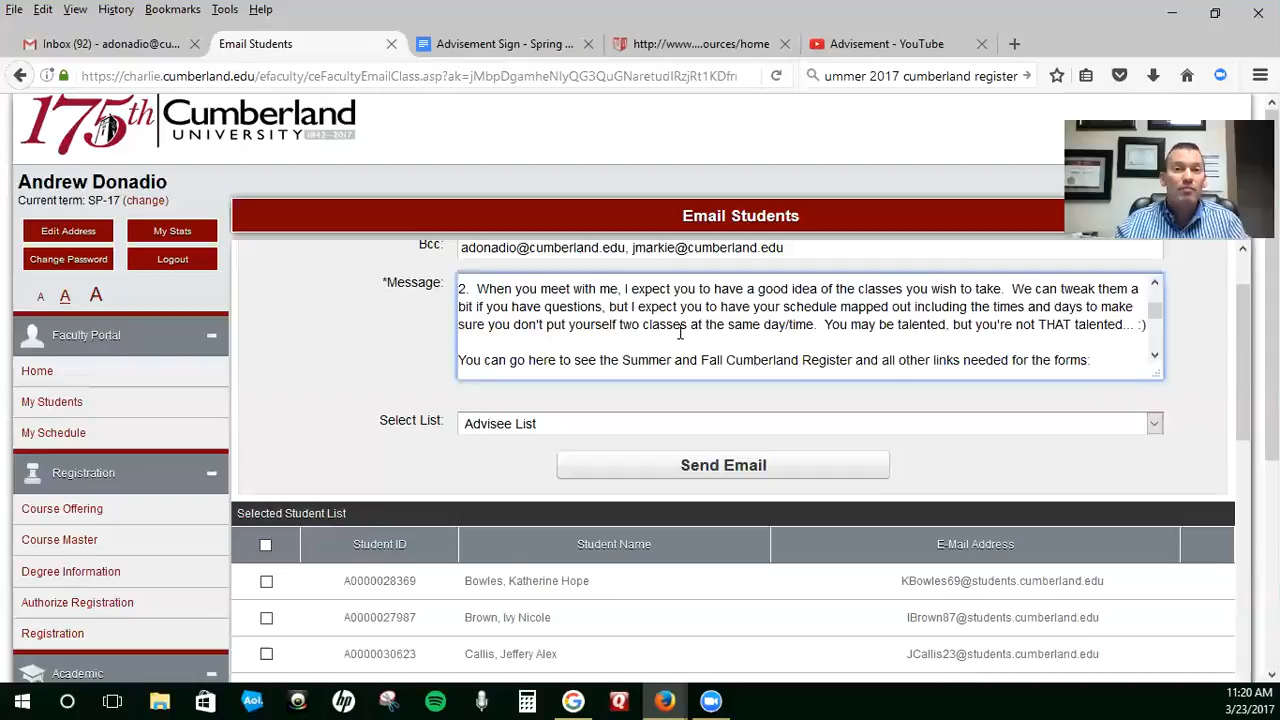 File Edit View History Bookmarks Tools Help
Inbox (92) - adonadio@cu...
Email Students
Advisement Sign - Spring ...
http://www....ources/home
Advisement - YouTube
ummer 2017 cumberland register
175th Cumberland
UNIVERSITY 1842-2017
Andrew Donadio
Current term: SP-17 (change)
Edit Address
My Stats
Change Password
Logout
A A A
Faculty Portal
Home
My Students
My Schedule
Registration
Course Offering
Course Master
Degree Information
Authorize Registration
Registration
Academic
Email Students
Bcc: adonadio@cumberland.edu, jmarkie@cumberland.edu
*Message:
2. When you meet with me, I expect you to have a good idea of the classes you wish to take. We can tweak them a
bit if you have questions, but I expect you to have your schedule mapped out including the times and days to make
sure you don't put yourself two classes at the same day/time. You may be talented, but you're not THAT talented... :)
You can go here to see the Summer and Fall Cumberland Register and all other links needed for the forms:
Select List: Advisee List
Send Email
Selected Student List
Student ID Student Name E-Mail Address
A0000028369 Bowles, Katherine Hope KBowles69@students.cumberland.edu
A0000027987 Brown, Ivy Nicole IBrown87@students.cumberland.edu
A0000030623 Callis, Jeffery Alex JCallis23@students.cumberland.edu
Aol.
hp
11:20 AM
3/23/2017